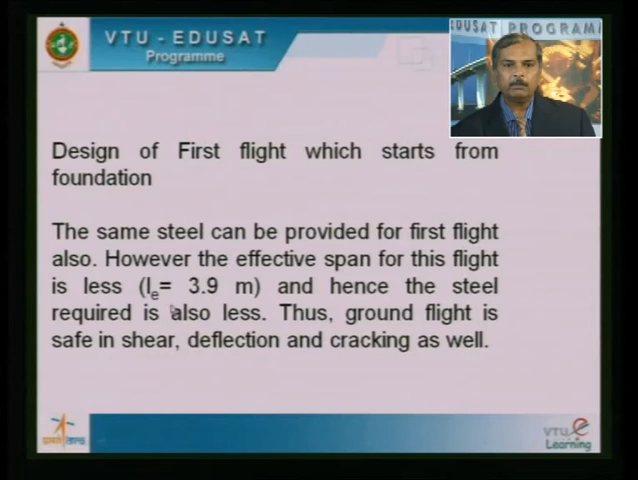 VTU - EDUSAT
Programme
EDUSAT PROGRAM
Design of First flight which starts from
foundation
The same steel can be provided for first flight
also. However the effective span for this flight
is less (le= 3.9 m) and hence the steel
required is also less. Thus, ground flight is
safe in shear, deflection and cracking as well.
VTU e
Learning